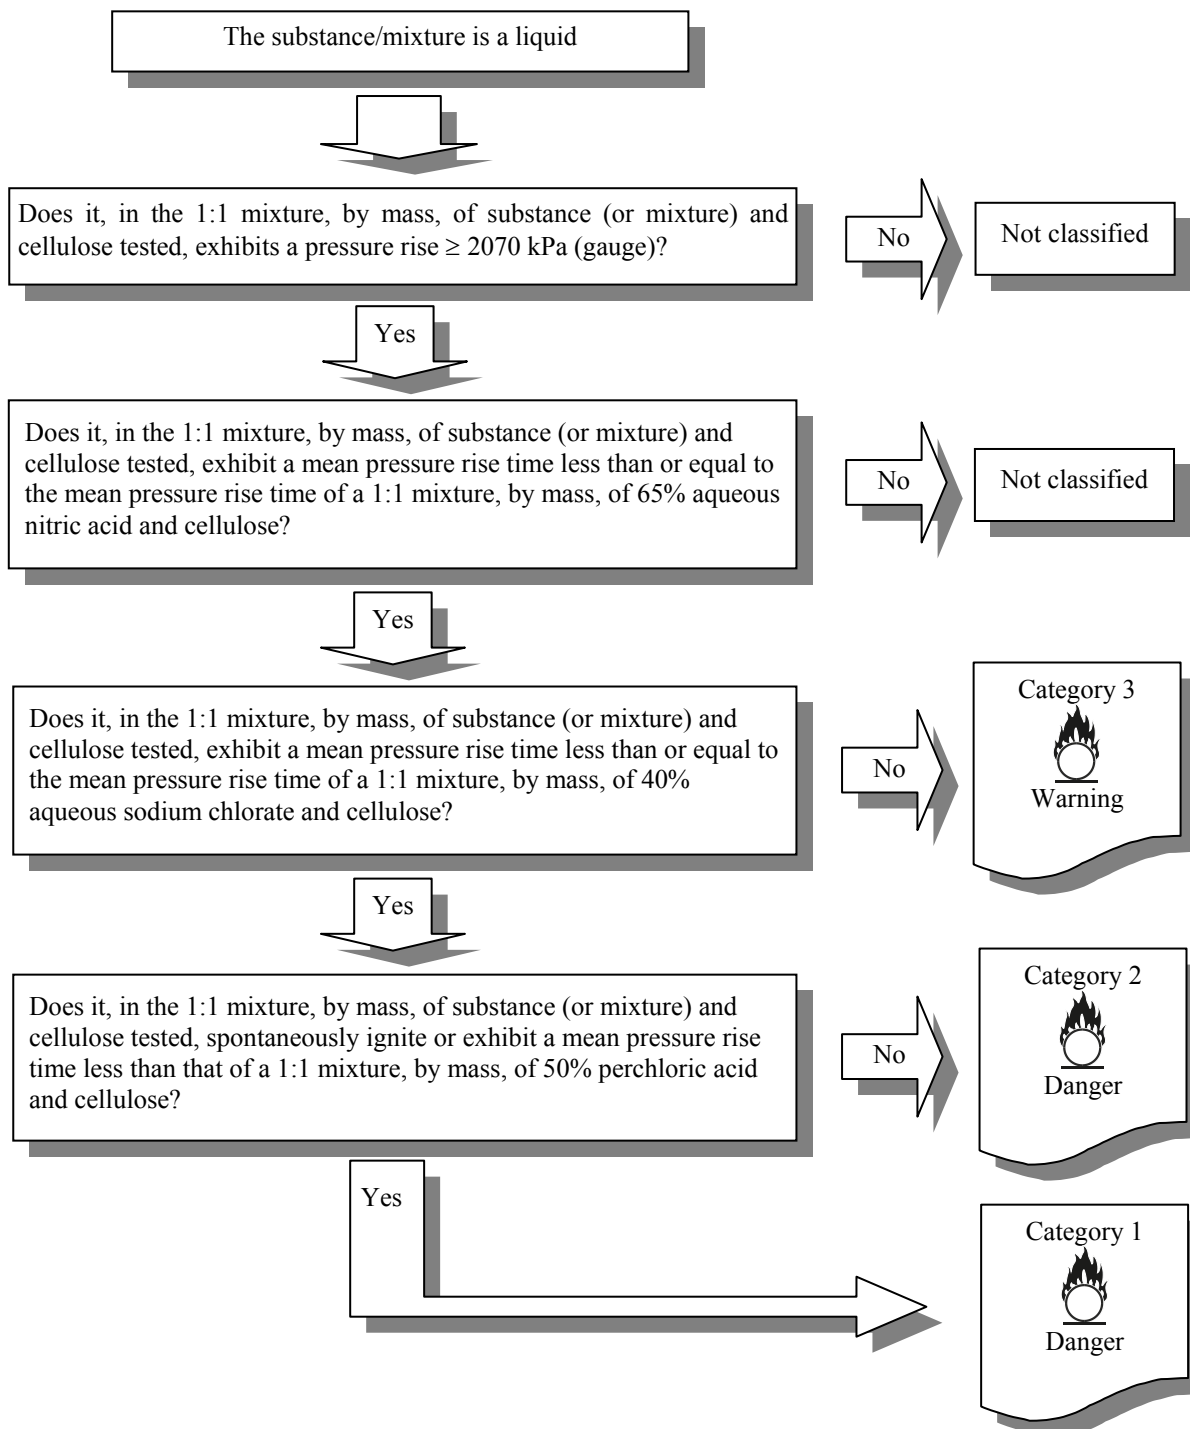 The substance/mixture is a liquid
Does it, in the 1:1 mixture, by mass, of substance (or mixture) and
cellulose tested, exhibits a pressure rise ≥ 2070 kPa (gauge)?
No
Not classified
Yes
Does it, in the 1:1 mixture, by mass, of substance (or mixture) and
cellulose tested, exhibit a mean pressure rise time less than or equal to
the mean pressure rise time of a 1:1 mixture, by mass, of 65% aqueous
nitric acid and cellulose?
No
Not classified
Yes
Does it, in the 1:1 mixture, by mass, of substance (or mixture) and
cellulose tested, exhibit a mean pressure rise time less than or equal to
the mean pressure rise time of a 1:1 mixture, by mass, of 40%
aqueous sodium chlorate and cellulose?
No
Category 3
Warning
Yes
Does it, in the 1:1 mixture, by mass, of substance (or mixture) and
cellulose tested, spontaneously ignite or exhibit a mean pressure rise
time less than that of a 1:1 mixture, by mass, of 50% perchloric acid
and cellulose?
No
Category 2
Danger
Yes
Category 1
Danger